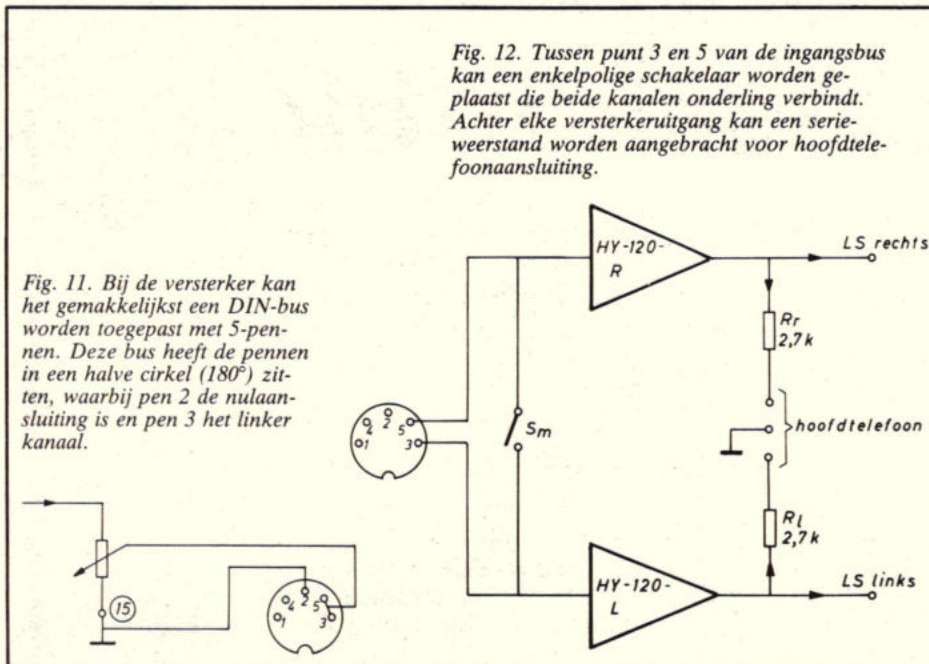 Fig. 12. Tussen punt 3 en 5 van de ingangsbus
kan een enkelpolige schakelaar worden ge-
plaatst die beide kanalen onderling verbindt.
Achter elke versterkeruitgang kan een serie-
weerstand worden aangebracht voor hoofdtele-
foonaansluiting.
Fig. 11. Bij de versterker kan
het gemakkelijkst een DIN-bus
worden toegepast met 5-pen-
nen. Deze bus heeft de pennen
in een halve cirkel (180°) zit-
ten, waarbij pen 2 de nulaan-
sluiting is en pen 3 het linker
kanaal.
15
1 4 2 5 3
1 4 2 5 3
Sm
HY-120-
R
LS rechts
Rr
2,7k
hoofdtelefoon
Rl
2,7k
HY-120-
L
LS links